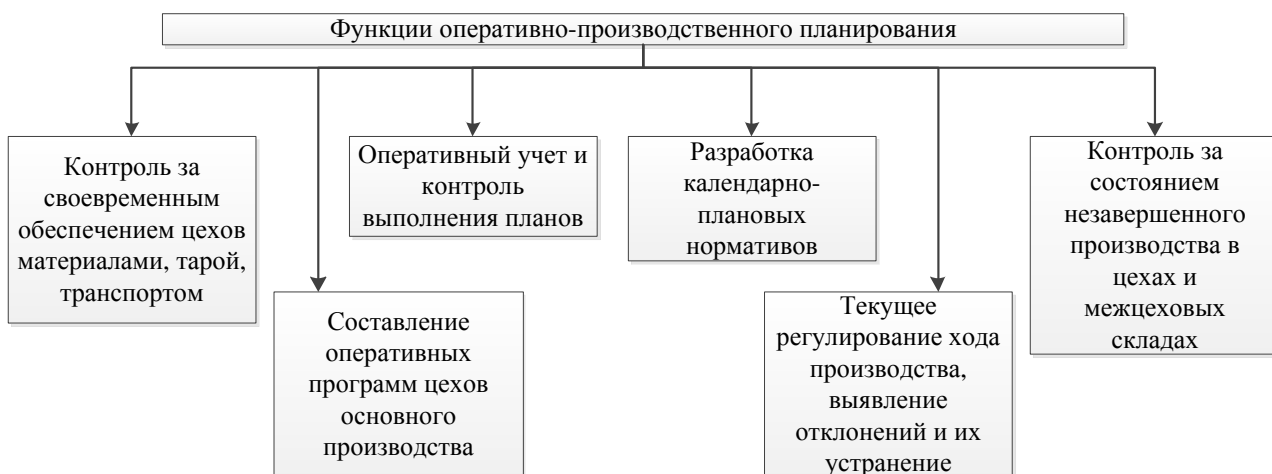 Функции оперативно-производственного планирования
Контроль за
своевременным
обеспечением цехов
материалами, тарой,
транспортом
Составление
оперативных
программ цехов
основного
производства
Оперативный учет и
контроль
выполнения планов
Разработка
календарно-
плановых
нормативов
Текущее
регулирование хода
производства,
выявление
отклонений и их
устранение
Контроль за
состоянием
незавершенного
производства в
цехах и
межцеховых
складах